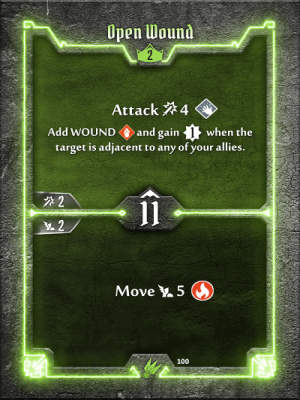 Open Wound
2
Attack 4
Add WOUND and gain 1 when the
target is adjacent to any of your allies.
2
2
11
Move 5
100